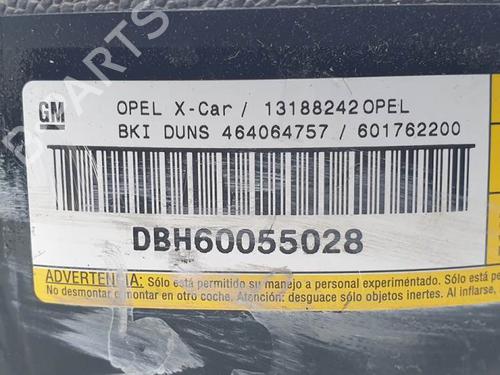 B-PARTS
GM
OPEL X-Car / 13188242 OPEL
BKI DUNS 464064757 / 601762200
DBH60055028
ADVERTENCIA: Sólo está permitido su manejo a personal experimentado. Sólo está
No desmontar o montar en otro coche. Atención: desguace sólo objetos inertes. Al inflarse,